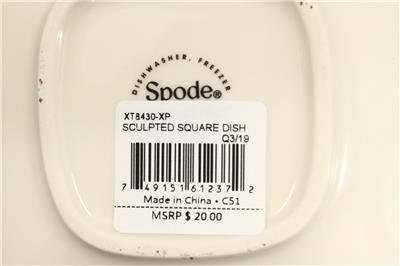 DISHWASHER, FREEZER
Spode®
XT8430-XP
SCULPTED SQUARE DISH
Q3/19
7 49151 61237 2
Made in China • C51
MSRP $ 20.00